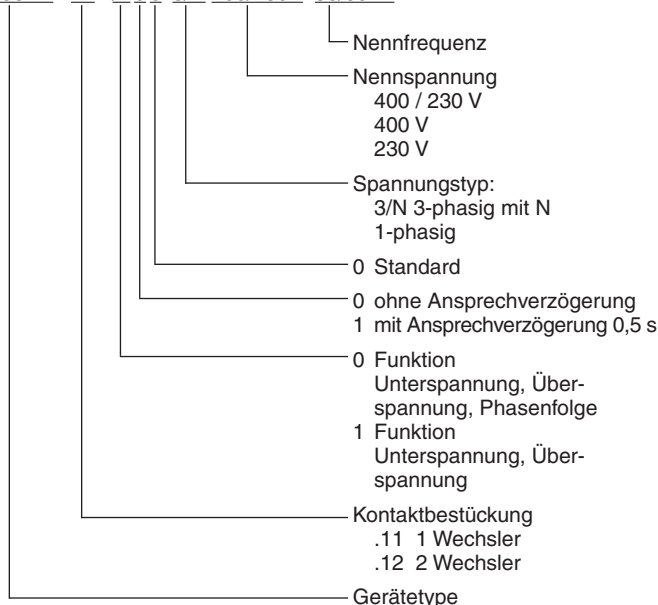 Nennfrequenz
Nennspannung
400 / 230 V
400 V
230 V
Spannungstyp:
3/N 3-phasig mit N
1-phasig
0 Standard
0 ohne Ansprechverzögerung
1 mit Ansprechverzögerung 0,5 s
0 Funktion
Unterspannung, Über-
spannung, Phasenfolge
1 Funktion
Unterspannung, Über-
spannung
Kontaktbestückung
.11 1 Wechsler
.12 2 Wechsler
Gerätetype